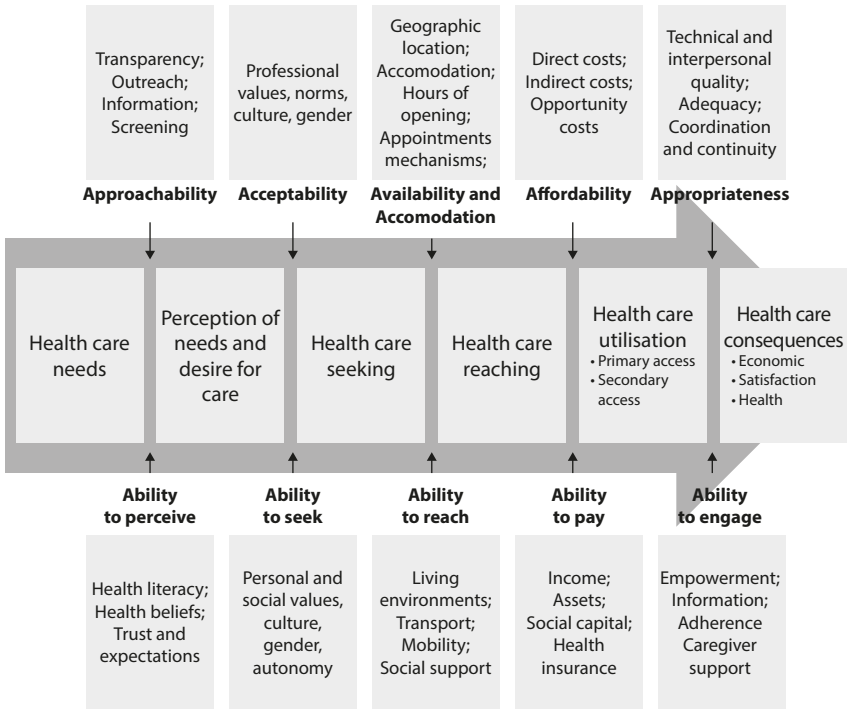 Transparency;
Outreach;
Information;
Screening
Professional
values, norms,
culture, gender
Geographic
location;
Accomodation;
Hours of
opening;
Appointments
mechanisms;
Direct costs;
Indirect costs;
Opportunity
costs
Technical and
interpersonal
quality;
Adequacy;
Coordination
and continuity
Approachability
Acceptability
Availability and
Accomodation
Affordability
Appropriateness
Health care
needs
Perception of
needs and
desire for
care
Health care
seeking
Health care
reaching
Health care
utilisation
• Primary access
• Secondary
access
Health care
consequences
• Economic
• Satisfaction
• Health
Ability
to perceive
Ability
to seek
Ability
to reach
Ability
to pay
Ability
to engage
Health literacy;
Health beliefs;
Trust and
expectations
Personal and
social values,
culture,
gender,
autonomy
Living
environments;
Transport;
Mobility;
Social support
Income;
Assets;
Social capital;
Health
insurance
Empowerment;
Information;
Adherence
Caregiver
support